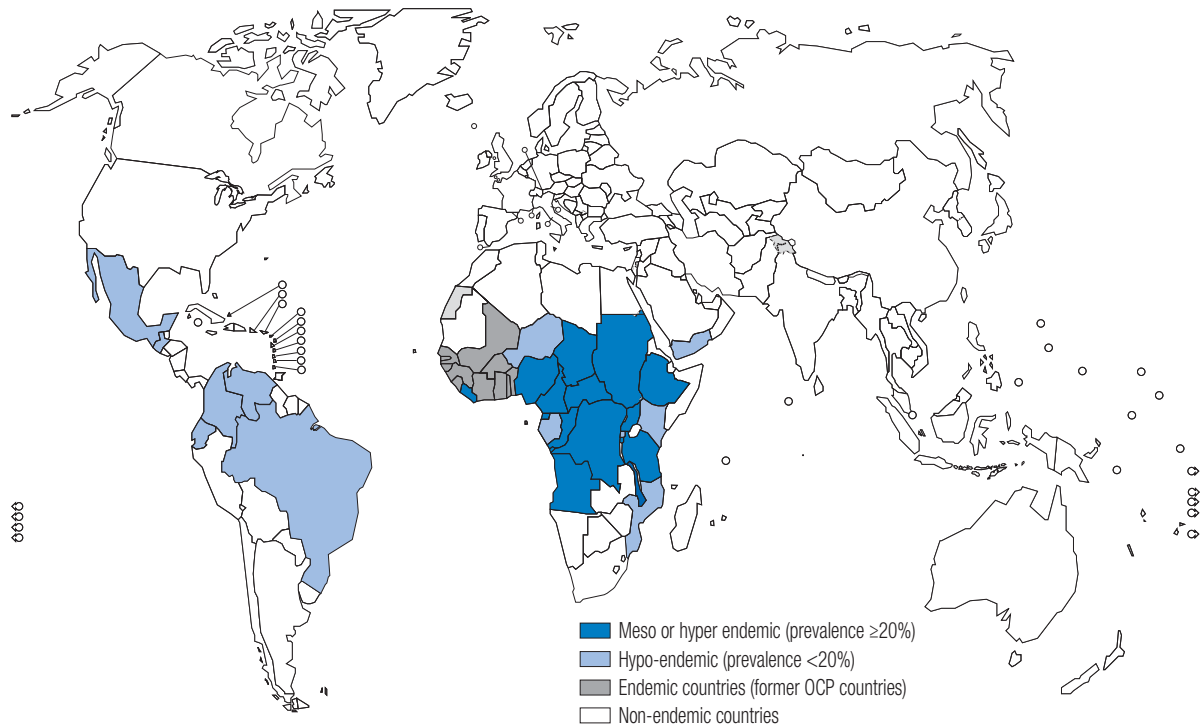 Meso or hyper endemic (prevalence ≥20%)
Hypo-endemic (prevalence <20%)
Endemic countries (former OCP countries)
Non-endemic countries